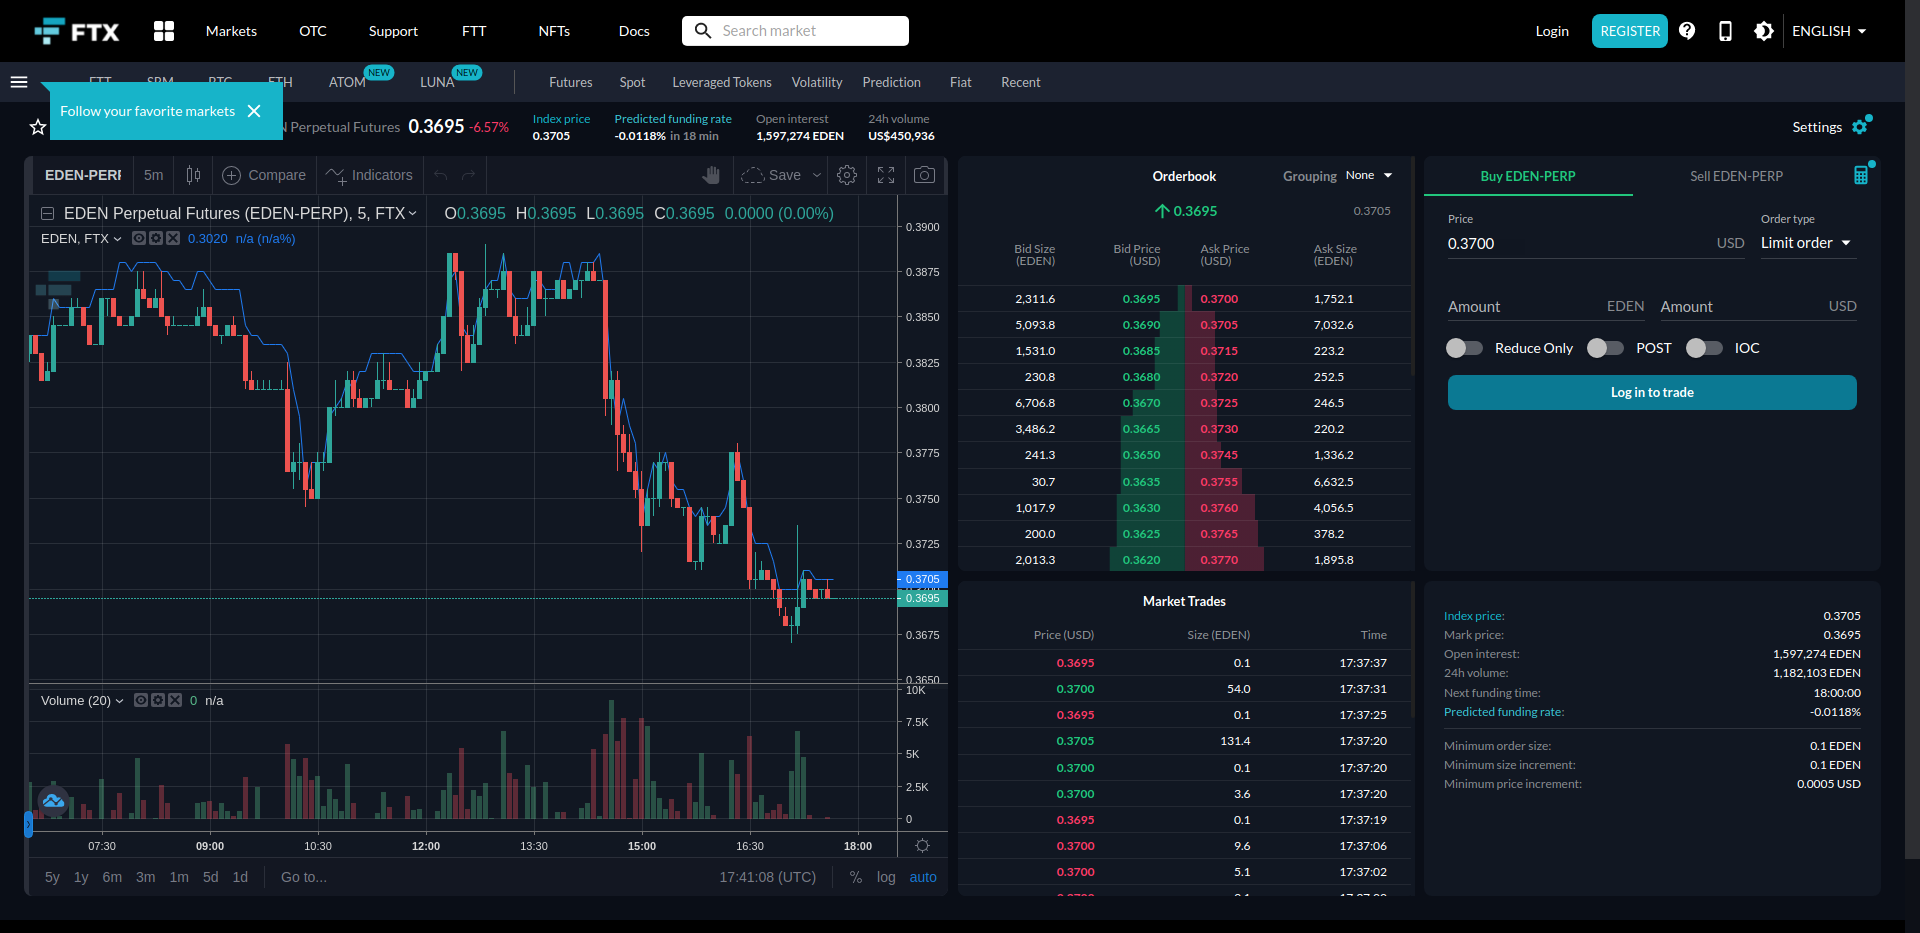 FTX Markets OTC Support FTT NFTs Docs Search market Login REGISTER ENGLISH
ATOM NEW LUNA NEW Futures Spot Leveraged Tokens Volatility Prediction Fiat Recent
Follow your favorite markets
N Perpetual Futures 0.3695 -6.57%
Index price
0.3705
Predicted funding rate
-0.0118% in 18 min
Open interest
1,597,274 EDEN
24h volume
US$450,936
Settings
EDEN-PERP 5m Compare Indicators Save
EDEN Perpetual Futures (EDEN-PERP), 5, FTX O0.3695 H0.3695 L0.3695 C0.3695 0.0000 (0.00%)
EDEN, FTX 0.3020 n/a (n/a%)
0.3900
0.3875
0.3850
0.3825
0.3800
0.3775
0.3750
0.3725
0.3705
0.3695
0.3675
0.3650
Volume (20) 0 n/a
10K
7.5K
5K
2.5K
0
07:30 09:00 10:30 12:00 13:30 15:00 16:30 18:00
5y 1y 6m 3m 1m 5d 1d Go to... 17:41:08 (UTC) % log auto
Orderbook Grouping None
0.3695 0.3705
Bid Size (EDEN) Bid Price (USD) Ask Price (USD) Ask Size (EDEN)
2,311.6 0.3695 0.3700 1,752.1
5,093.8 0.3690 0.3705 7,032.6
1,531.0 0.3685 0.3715 223.2
230.8 0.3680 0.3720 252.5
6,706.8 0.3670 0.3725 246.5
3,486.2 0.3665 0.3730 220.2
241.3 0.3650 0.3745 1,336.2
30.7 0.3635 0.3755 6,632.5
1,017.9 0.3630 0.3760 4,056.5
200.0 0.3625 0.3765 378.2
2,013.3 0.3620 0.3770 1,895.8
Market Trades
Price (USD) Size (EDEN) Time
0.3695 0.1 17:37:37
0.3700 54.0 17:37:31
0.3695 0.1 17:37:25
0.3705 131.4 17:37:20
0.3700 0.1 17:37:20
0.3700 3.6 17:37:20
0.3695 0.1 17:37:19
0.3700 9.6 17:37:06
0.3700 5.1 17:37:02
Buy EDEN-PERP Sell EDEN-PERP
Price Order type
0.3700 USD Limit order
Amount EDEN Amount USD
Reduce Only POST IOC
Log in to trade
Index price: 0.3705
Mark price: 0.3695
Open interest: 1,597,274 EDEN
24h volume: 1,182,103 EDEN
Next funding time: 18:00:00
Predicted funding rate: -0.0118%
Minimum order size: 0.1 EDEN
Minimum size increment: 0.1 EDEN
Minimum price increment: 0.0005 USD